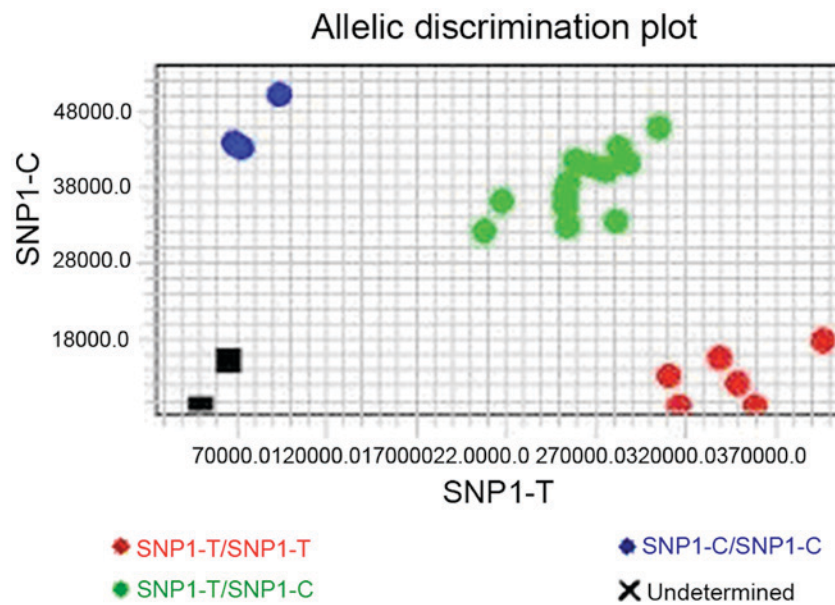 Allelic discrimination plot
SNP1-C
48000.0
38000.0
28000.0
18000.0
70000.0120000.017000022.00000.0 270000.0320000.0370000.0
SNP1-T
SNP1-T/SNP1-T
SNP1-C/SNP1-C
SNP1-T/SNP1-C
Undetermined